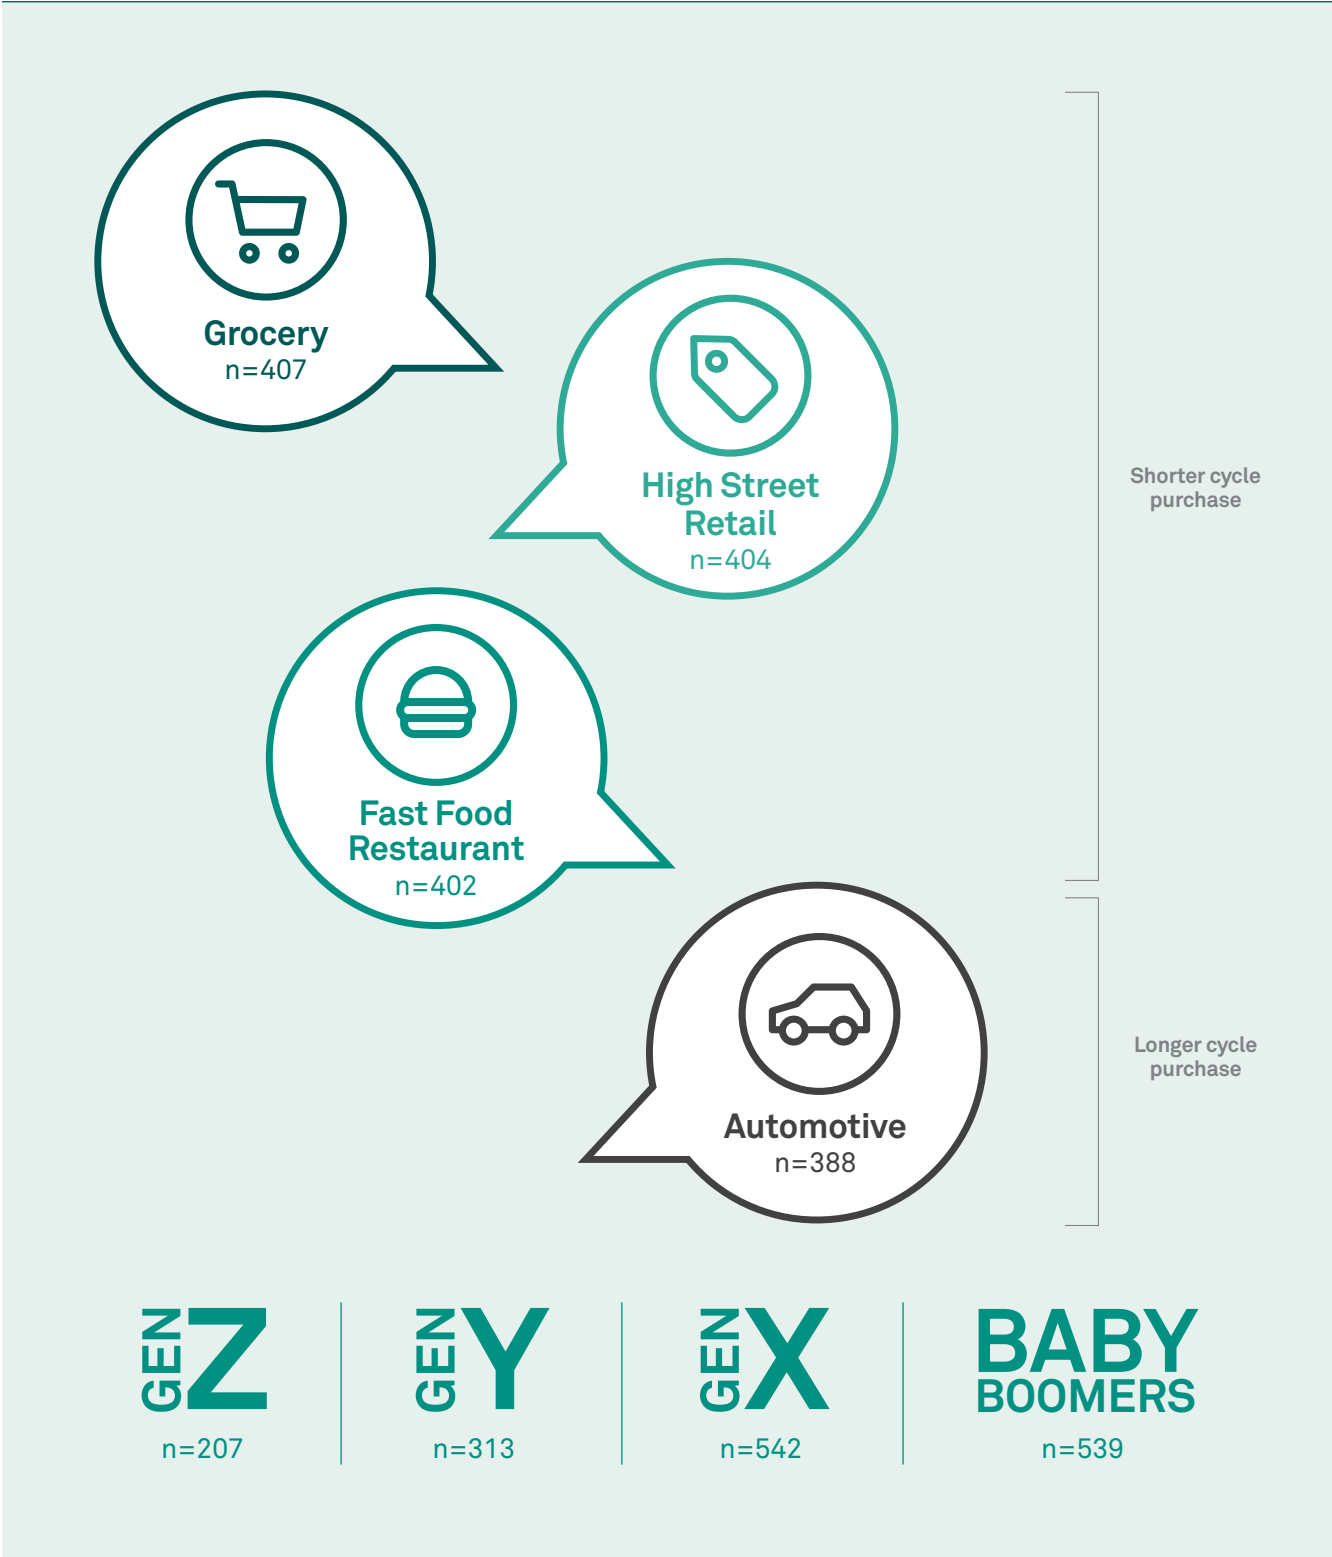 Grocery
n=407
High Street
Retail
n=404
Shorter cycle
purchase
Fast Food
Restaurant
n=402
Automotive
n=388
Longer cycle
purchase
GEN Z
n=207
GEN Y
n=313
GEN X
n=542
BABY
BOOMERS
n=539